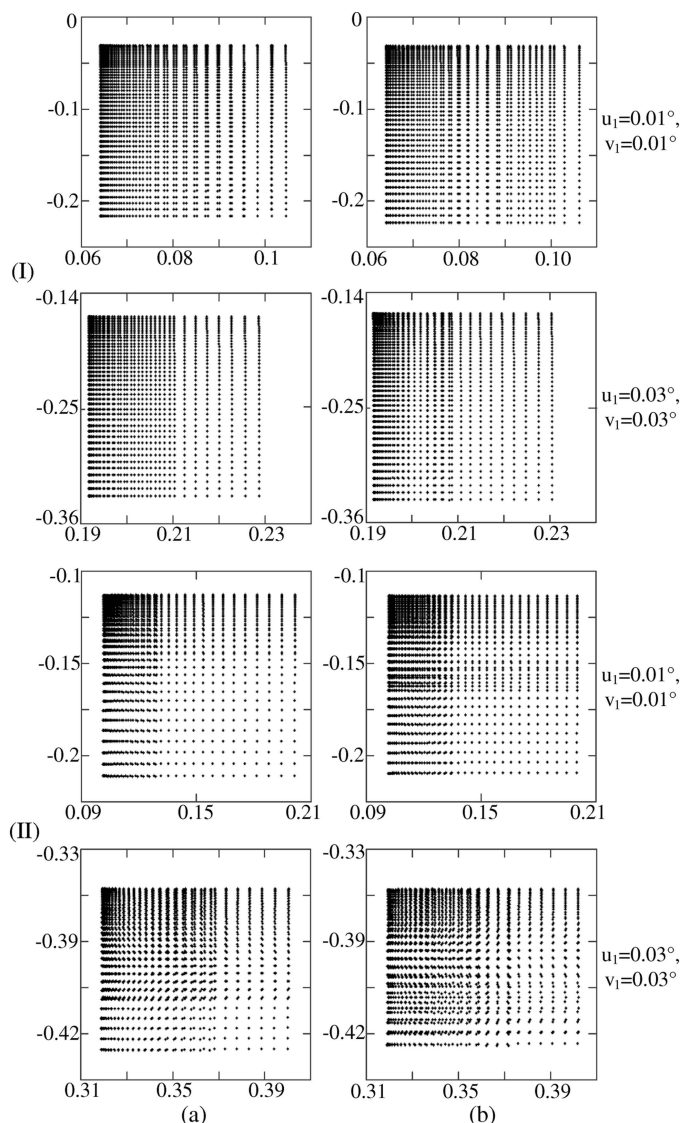 0 0
-0.1 -0.1
-0.2 -0.2
u₁=0.01°,
v₁=0.01°
0.06 0.08 0.1 0.06 0.08 0.10
(I)
-0.14 -0.14
-0.25 -0.25
-0.36 -0.36
u₁=0.03°,
v₁=0.03°
0.19 0.21 0.23 0.19 0.21 0.23
-0.1 -0.1
-0.15 -0.15
-0.2 -0.2
u₁=0.01°,
v₁=0.01°
0.09 0.15 0.21 0.09 0.15 0.21
(II)
-0.33 -0.33
-0.39 -0.39
-0.42 -0.42
u₁=0.03°,
v₁=0.03°
0.31 0.35 0.39 0.31 0.35 0.39
(a) (b)